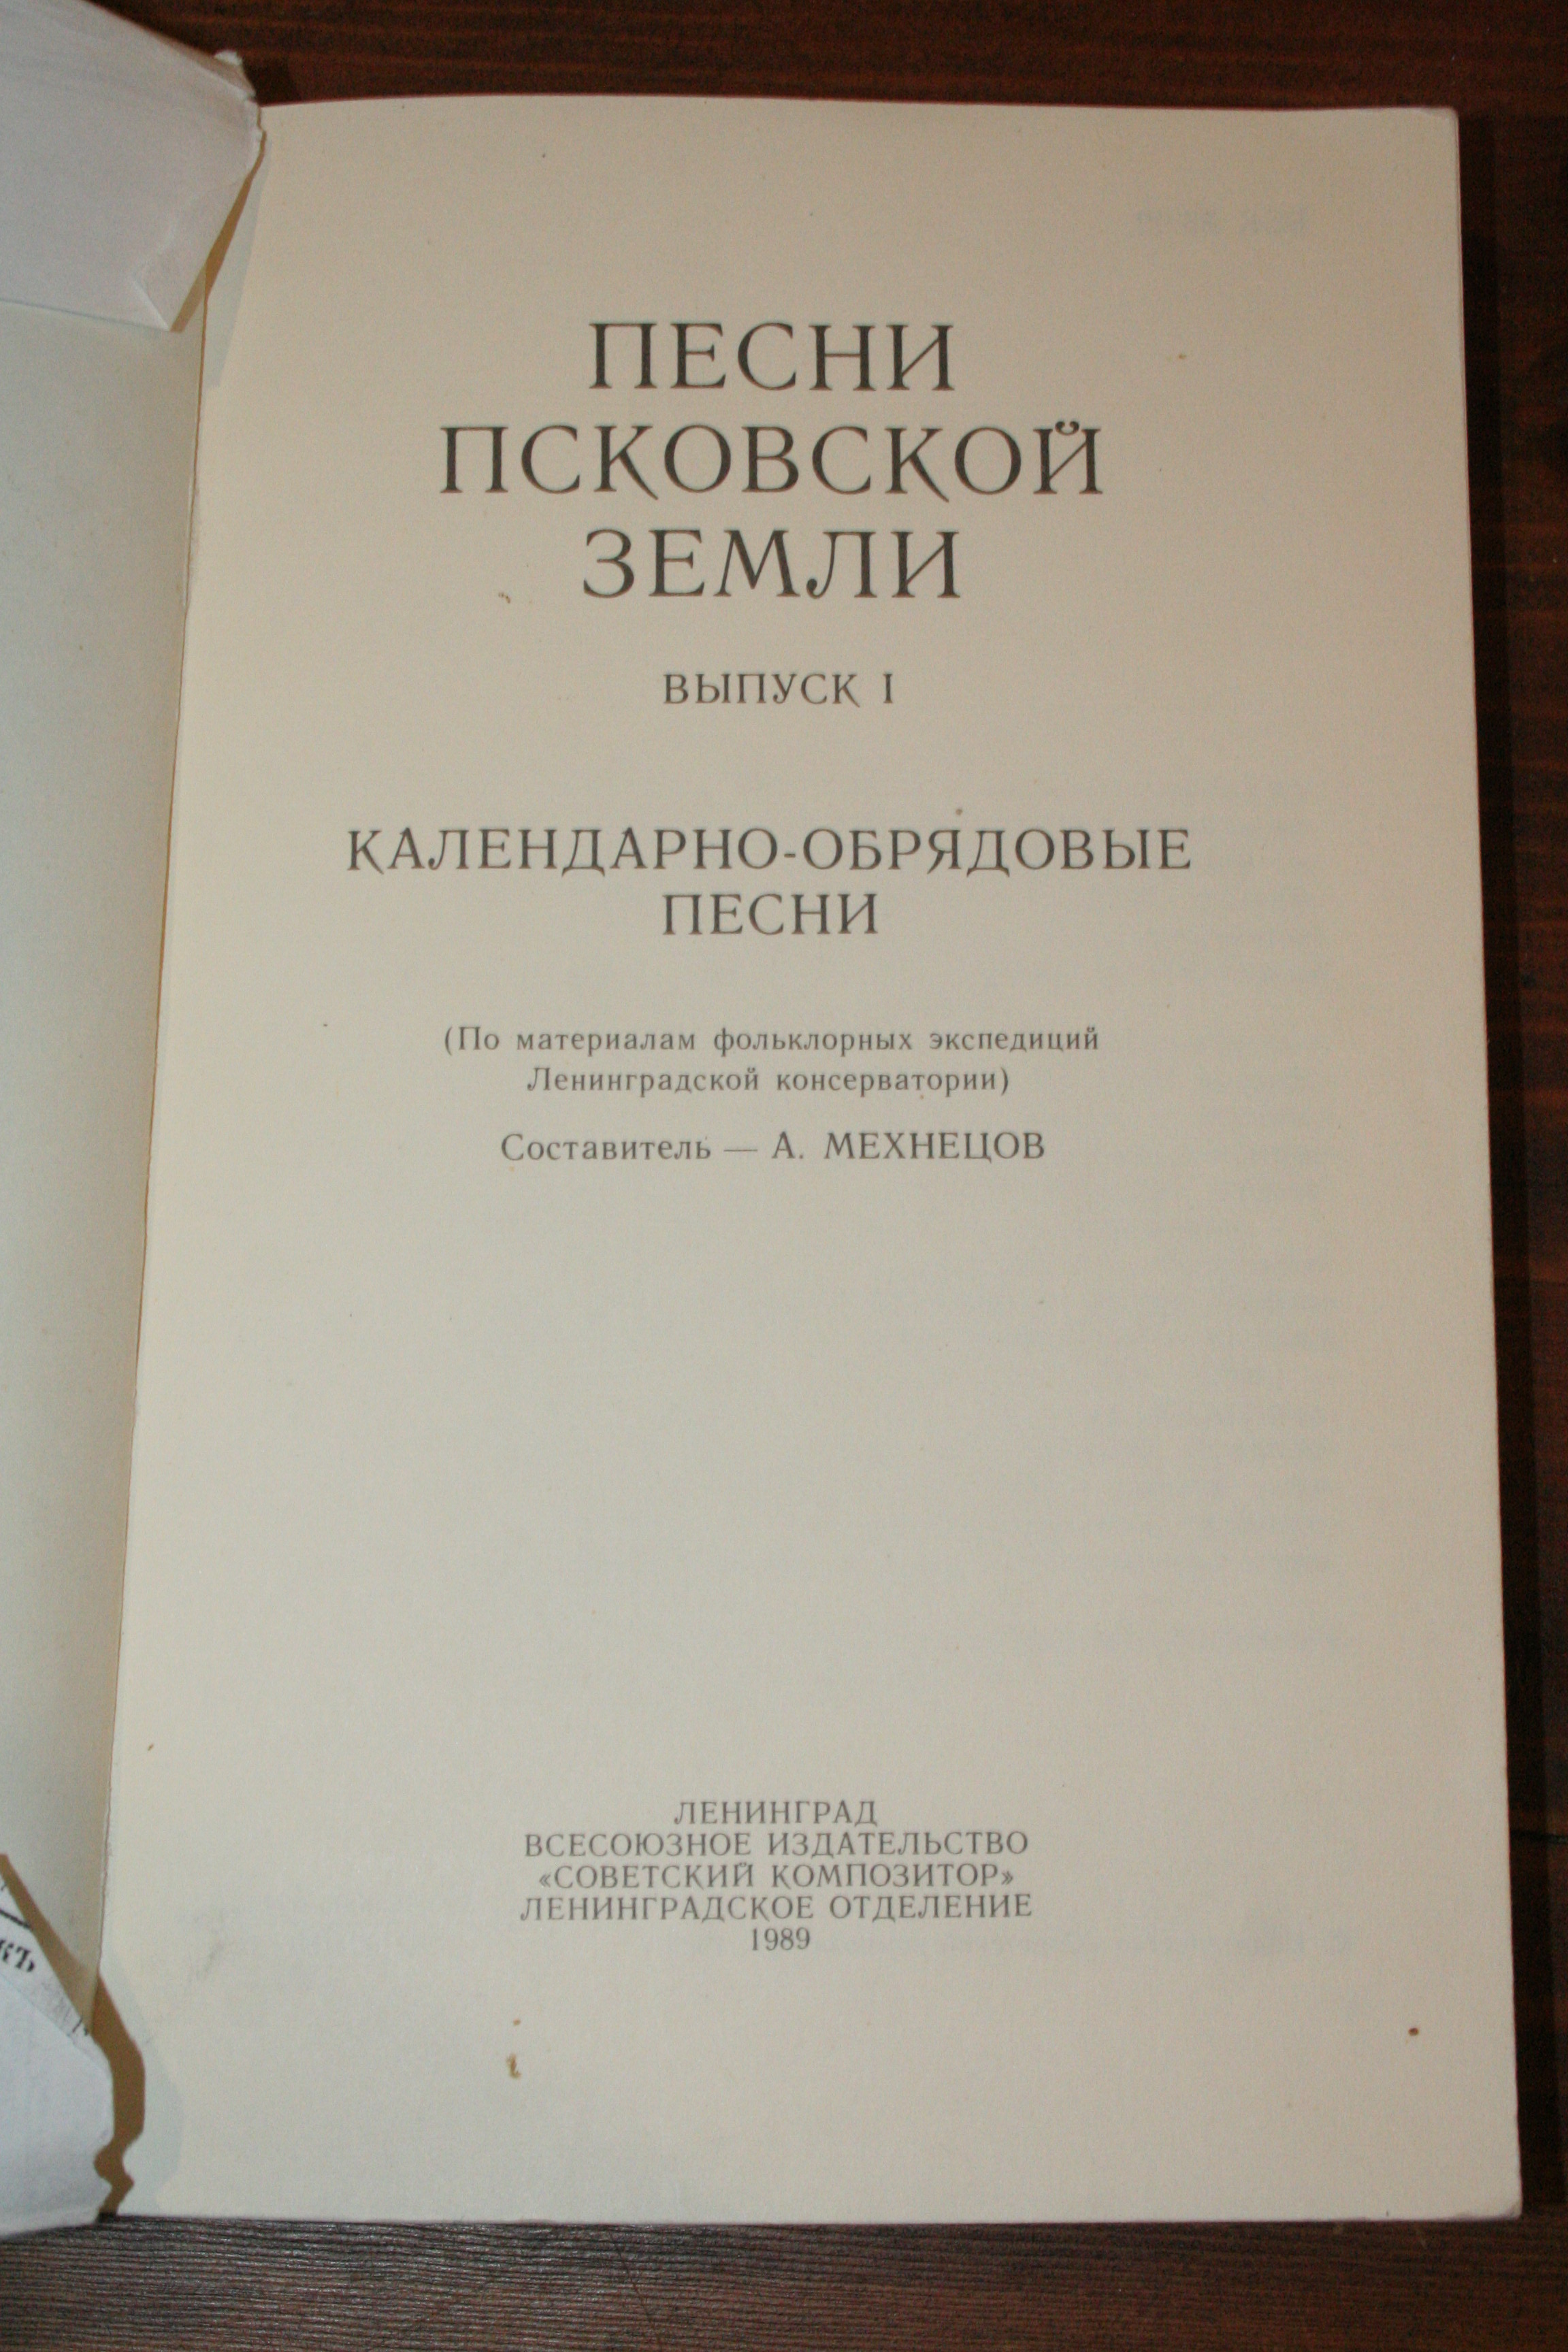 ПЕСНИ
ПСКОВСКОЙ
ЗЕМЛИ
ВЫПУСК I
КАЛЕНДАРНО-ОБРЯДОВЫЕ
ПЕСНИ
(По материалам фольклорных экспедиций
Ленинградской консерватории)
Составитель — А. МЕХНЕЦОВ
ЛЕНИНГРАД
ВСЕСОЮЗНОЕ ИЗДАТЕЛЬСТВО
«СОВЕТСКИЙ КОМПОЗИТОР»
ЛЕНИНГРАДСКОЕ ОТДЕЛЕНИЕ
1989